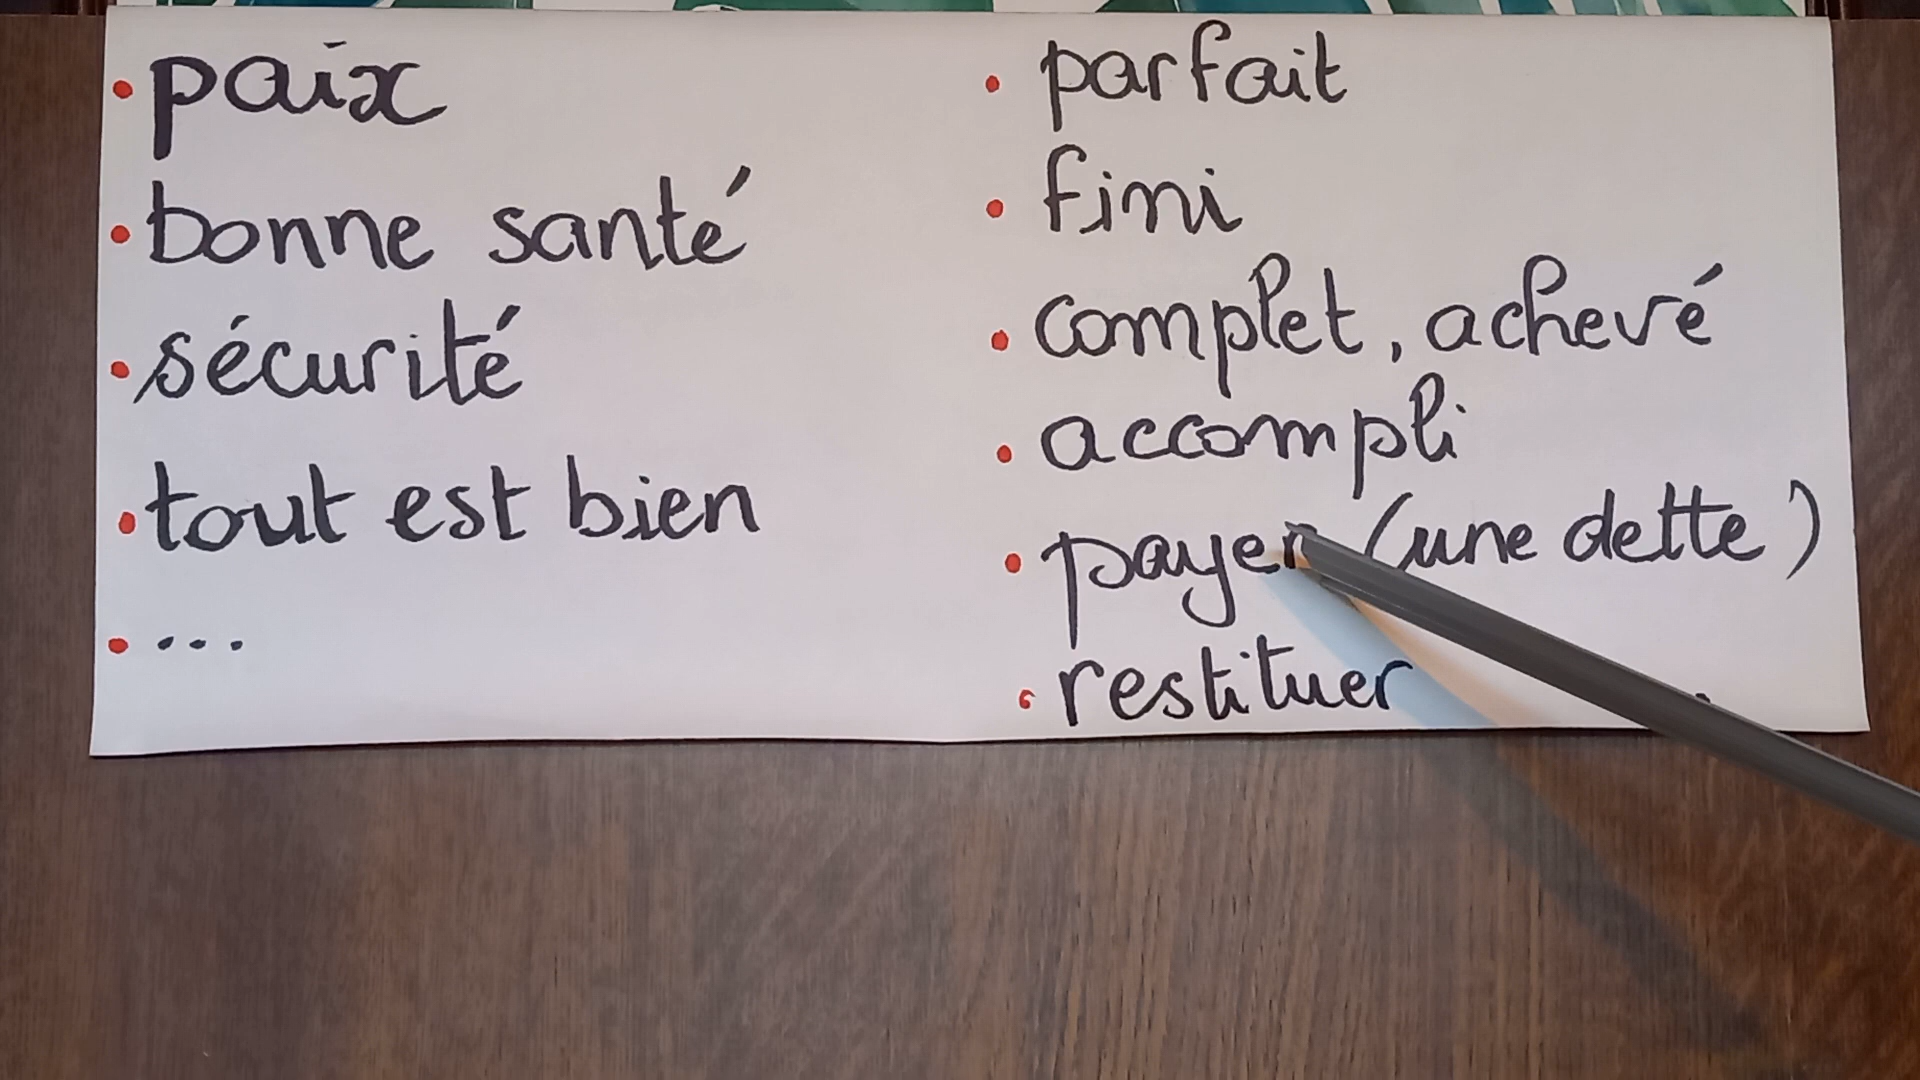 • paix
• bonne santé
• sécurité
• tout est bien
• ...
• parfait
• fini
• complet, achevé
• accompli
• payer (une dette)
• restituer